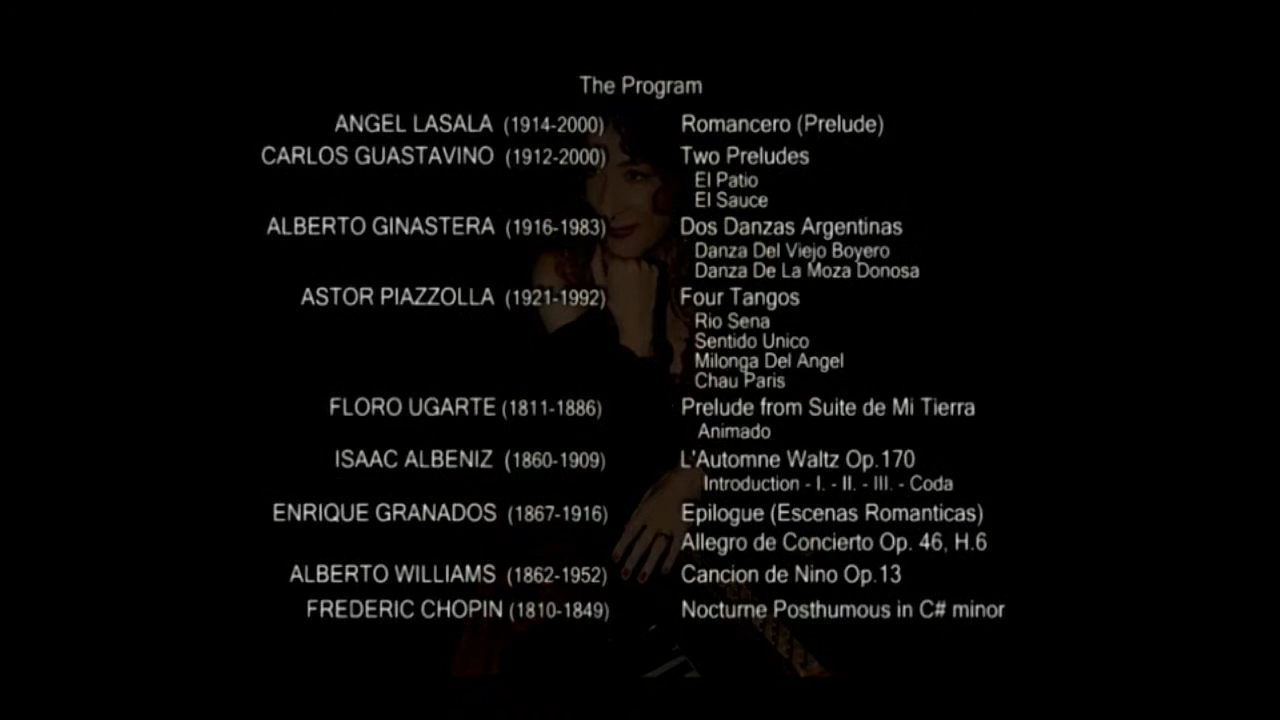 The Program
ANGEL LASALA (1914-2000) Romancero (Prelude)
CARLOS GUASTAVINO (1912-2000) Two Preludes
El Patio
El Sauce
ALBERTO GINASTERA (1916-1983) Dos Danzas Argentinas
Danza Del Viejo Boyero
Danza De La Moza Donosa
ASTOR PIAZZOLLA (1921-1992) Four Tangos
Rio Sena
Sentido Unico
Milonga Del Angel
Chau Paris
FLORO UGARTE (1811-1886) Prelude from Suite de Mi Tierra
Animado
ISAAC ALBENIZ (1860-1909) L'Automne Waltz Op.170
Introduction - I. - II. - III. - Coda
ENRIQUE GRANADOS (1867-1916) Epilogue (Escenas Romanticas)
Allegro de Concierto Op. 46, H.6
ALBERTO WILLIAMS (1862-1952) Cancion de Nino Op.13
FREDERIC CHOPIN (1810-1849) Nocturne Posthumous in C# minor